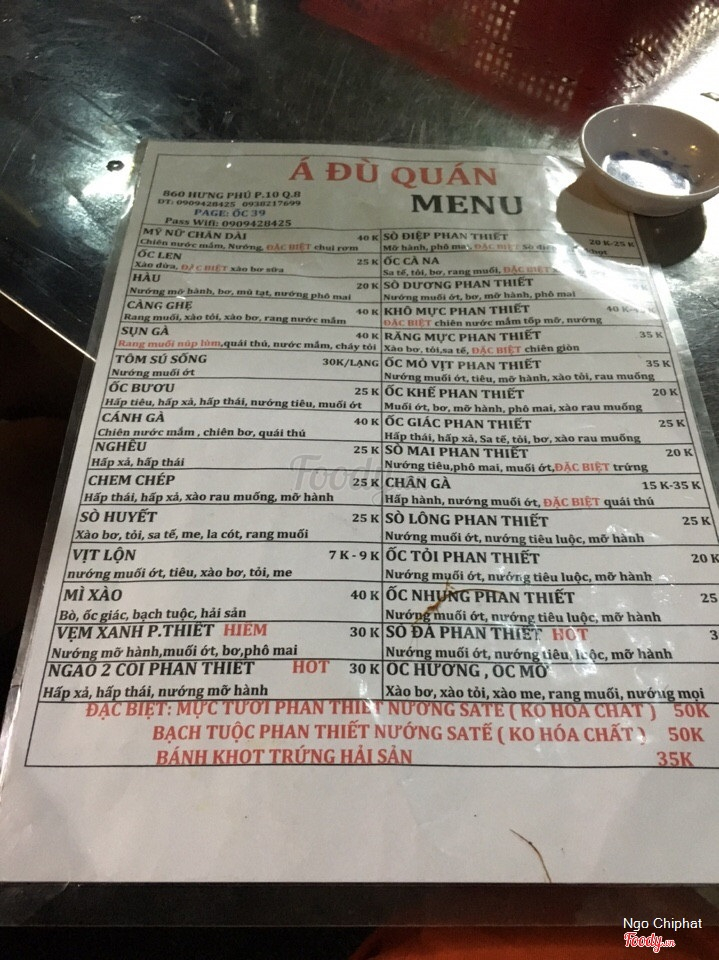 Á ĐÙ QUÁN
MENU
860 HƯNG PHÚ P.10 Q.8
ĐT: 0909428425 0938217699
PAGE: ỐC 39
Pass Wifi: 0909428425
MỸ NỮ CHÂN DÀI 40 K
Chiên nước mắm, Nướng, ĐẶC BIỆT chui rơm
ỐC LEN 25 K
Xào dừa, ĐẶC BIỆT xào bơ sữa
HÀU 20 K
Nướng mỡ hành, bơ, mù tạt, nướng phô mai
CÀNG GHẸ 40 K
Rang muối, xào tỏi, xào bơ, rang nước mắm
SỤN GÀ 40 K
Rang muối núp lùm,quái thú, nước mắm, cháy tỏi
TÔM SÚ SỐNG 30K/LẠNG
Nướng muối ớt
ỐC BƯƠU 25 K
Hấp tiêu, hấp xả, hấp thái, nướng tiêu, muối ớt
CÁNH GÀ 40 K
Chiên nước mắm , chiên bơ, quái thú
NGHÊU 25 K
Hấp xả, hấp thái
CHEM CHÉP 25 K
Hấp thái, hấp xả, xào rau muống, mỡ hành
SÒ HUYẾT 25 K
Xào bơ, tỏi, sa tế, me, la cót, rang muối
VỊT LỘN 7 K - 9 K
nướng muối ớt, tiêu, xào bơ, tỏi, me
MÌ XÀO 40 K
Bò, ốc giác, bạch tuộc, hải sản
VẸM XANH P.THIẾT HIẾM 30 K
Nướng mỡ hành,muối ớt, bơ,phô mai
NGAO 2 COI PHAN THIẾT HOT 30 K
Hấp xả, hấp thái, nướng mỡ hành
SÒ ĐIỆP PHAN THIẾT 20 K-25 K
Mỡ hành, phô mai, ĐẶC BIỆT Sò điệp
ỐC CÀ NA
Sa tế, tỏi, bơ, rang muối, ĐẶC BIỆT
SÒ DƯƠNG PHAN THIẾT
Nướng muối ớt, bơ, mỡ hành, phô mai
KHÔ MỰC PHAN THIẾT 40 K
ĐẶC BIỆT chiên nước mắm tốp mỡ, nướng
RĂNG MỰC PHAN THIẾT 35 K
Xào bơ, tỏi,sa tế, ĐẶC BIỆT chiên giòn
ỐC MỎ VỊT PHAN THIẾT 35 K
Nướng muối ớt, tiêu, mỡ hành, xào tỏi, rau muống
ỐC KHẾ PHAN THIẾT 20 K
Muối ớt, bơ, mỡ hành, phô mai, xào rau muống
ỐC GIÁC PHAN THIẾT 25 K
Hấp thái, hấp xả, Sa tế, tỏi, bơ, xào rau muống
SÒ MAI PHAN THIẾT 20 K
Nướng tiêu,phô mai, muối ớt,ĐẶC BIỆT trứng
CHÂN GÀ 15 K-35 K
Hấp hành, nướng muối ớt, ĐẶC BIỆT quái thú
SÒ LÔNG PHAN THIẾT 25 K
Nướng muối ớt, nướng tiêu luộc, mỡ hành
ỐC TỎI PHAN THIẾT 20 K
Nướng muối ớt, nướng tiêu luộc, mỡ hành
ỐC NHUNG PHAN THIẾT 25
Nướng muối ớt, nướng tiêu luộc, mỡ hành
SÒ ĐÁ PHAN THIẾT HOT 3
Nướng muối ớt, nướng tiêu luộc, mỡ hành
ỐC HƯƠNG , ỐC MỠ
Xào bơ, xào tỏi, xào me, rang muối, nướng mọi
ĐẶC BIỆT: MỰC TƯƠI PHAN THIẾT NƯỚNG SATẾ ( KO HÓA CHẤT ) 50K
BẠCH TUỘC PHAN THIẾT NƯỚNG SATẾ ( KO HÓA CHẤT ) 50K
BÁNH KHOT TRỨNG HẢI SẢN 35K
Foody
Ngo Chiphat
Foody.vn